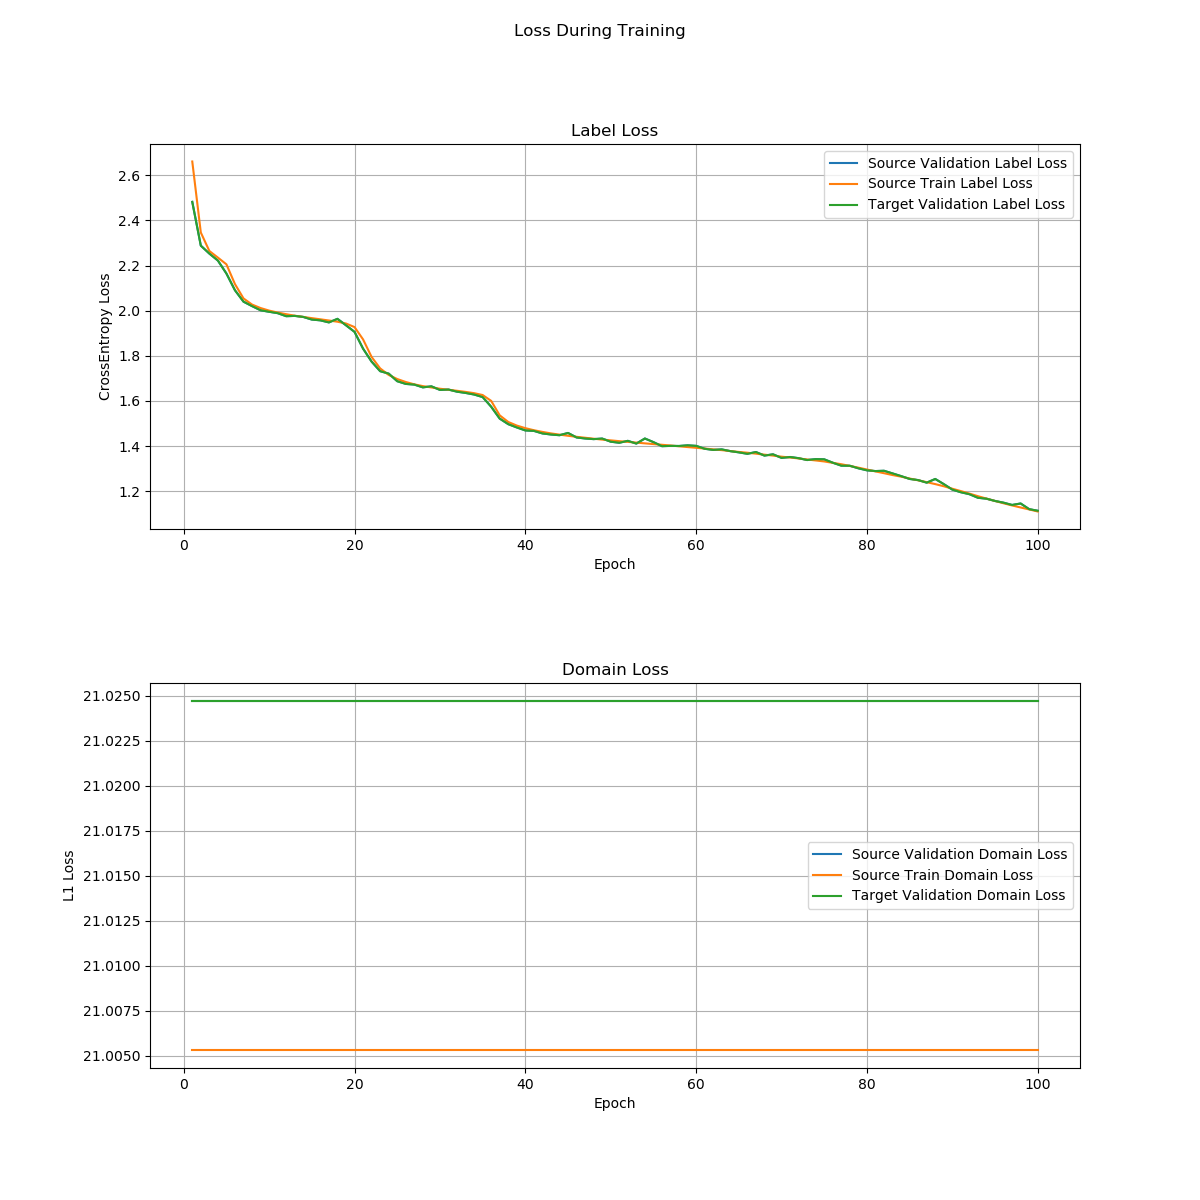 Loss During Training
Label Loss
Source Validation Label Loss
Source Train Label Loss
Target Validation Label Loss
2.6
2.4
2.2
2.0
1.8
1.6
1.4
1.2
CrossEntropy Loss
0 20 40 60 80 100
Epoch
Domain Loss
21.0250
21.0225
21.0200
21.0175
21.0150
21.0125
21.0100
21.0075
21.0050
L1 Loss
Source Validation Domain Loss
Source Train Domain Loss
Target Validation Domain Loss
0 20 40 60 80 100
Epoch